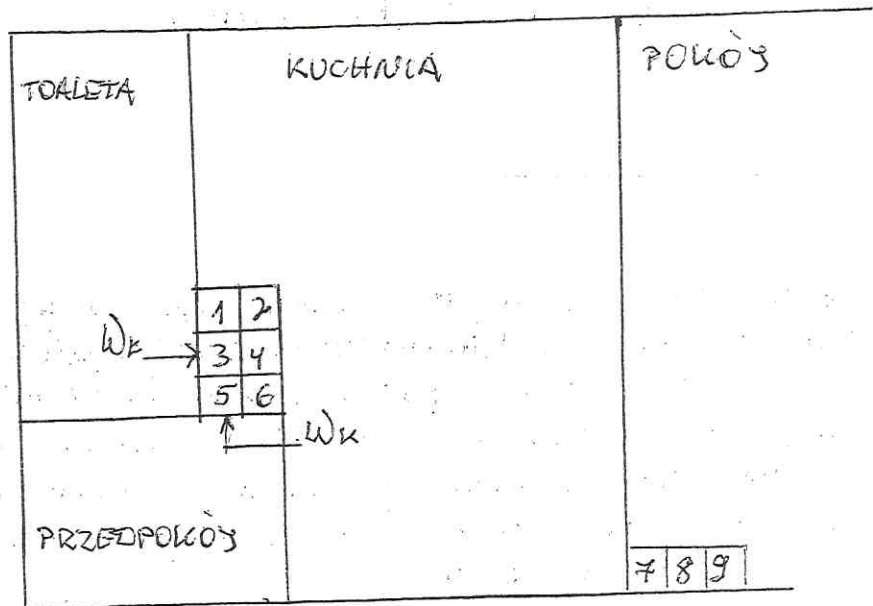 TOALETA
KUCHNIA
POKÓJ
1 2
Wk 3 4
5 6
Wk
PRZEDPOKÓJ
7 8 9